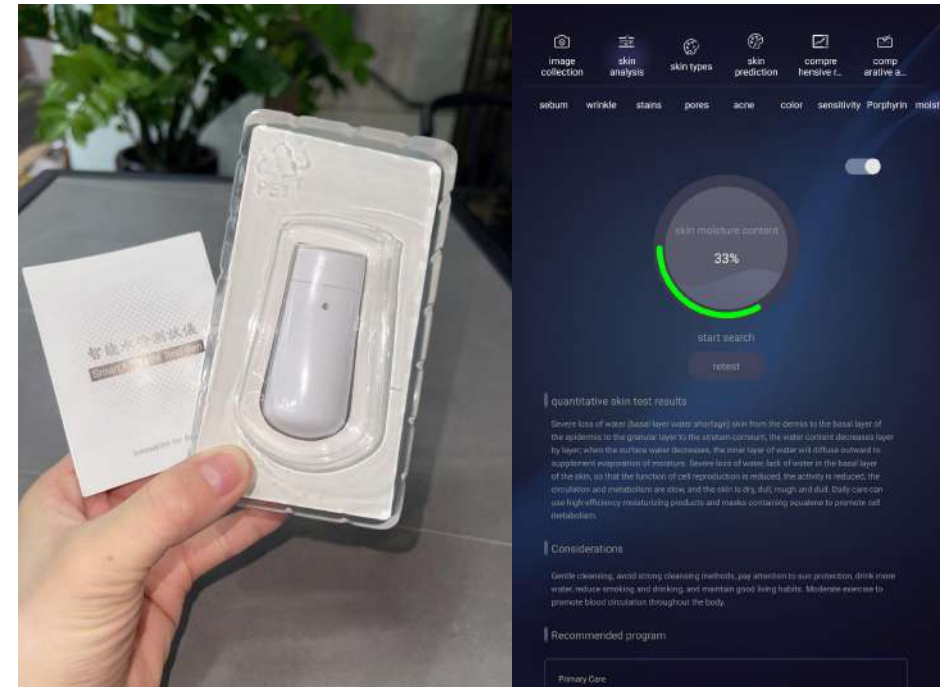 智能水分測試儀
image collection
skin analysis
skin types
skin prediction
compre hensive r...
comp arative a...
sebum wrinkle stains pores acne color sensitivity Porphyrin moist
skin moisture content
33%
start search
retest
quantitative skin test results
Severe loss of water (basal layer water shortage) skin from the dermis to the basal layer of
the epidermis to the granular layer to the stratum corneum, the water content decreases layer
by layer; when the surface water decreases, the inner layer of water will diffuse outward to
supplement evaporation of moisture. Severe loss of water, lack of water in the basal layer
of the skin, so that the function of cell reproduction is reduced, the activity is reduced, the
circulation and metabolism are slow, and the skin is dry, dull, rough and dull. Daily care can
use high-efficiency moisturizing products and masks containing squalene to promote cell
metabolism.
Considerations
Gentle cleansing, avoid strong cleansing methods, pay attention to sun protection, drink more
water, reduce smoking and drinking, and maintain good living habits. Moderate exercise to
promote blood circulation throughout the body.
Recommended program
Primary Care